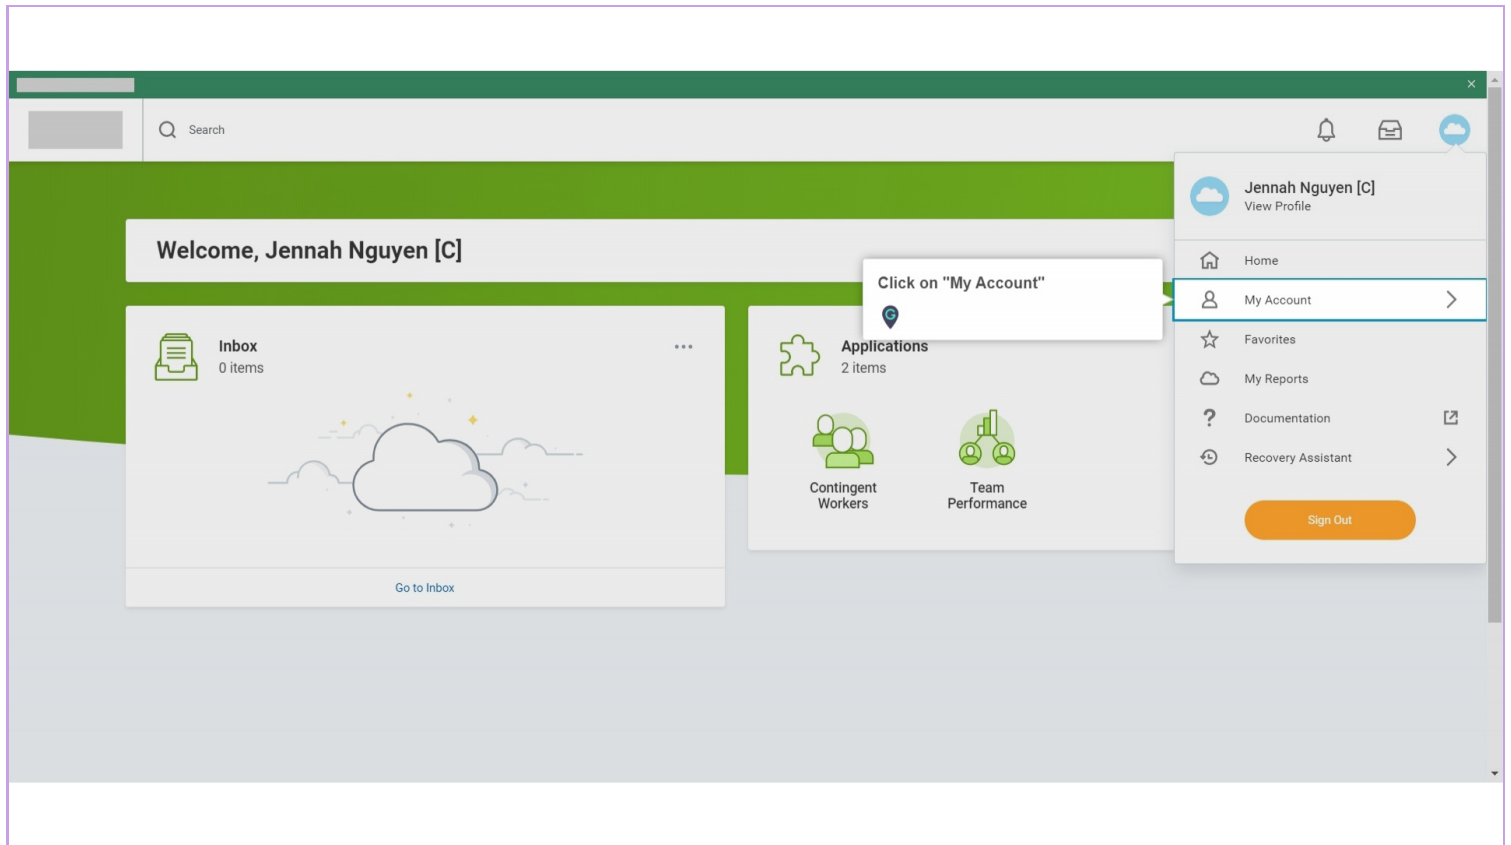 Search
Jennah Nguyen [C]
View Profile
Welcome, Jennah Nguyen [C]
Home
Click on "My Account"
G
My Account
Inbox
0 items
Applications
2 items
Favorites
My Reports
?
Documentation
Recovery Assistant
Contingent
Workers
Team
Performance
Sign Out
Go to Inbox